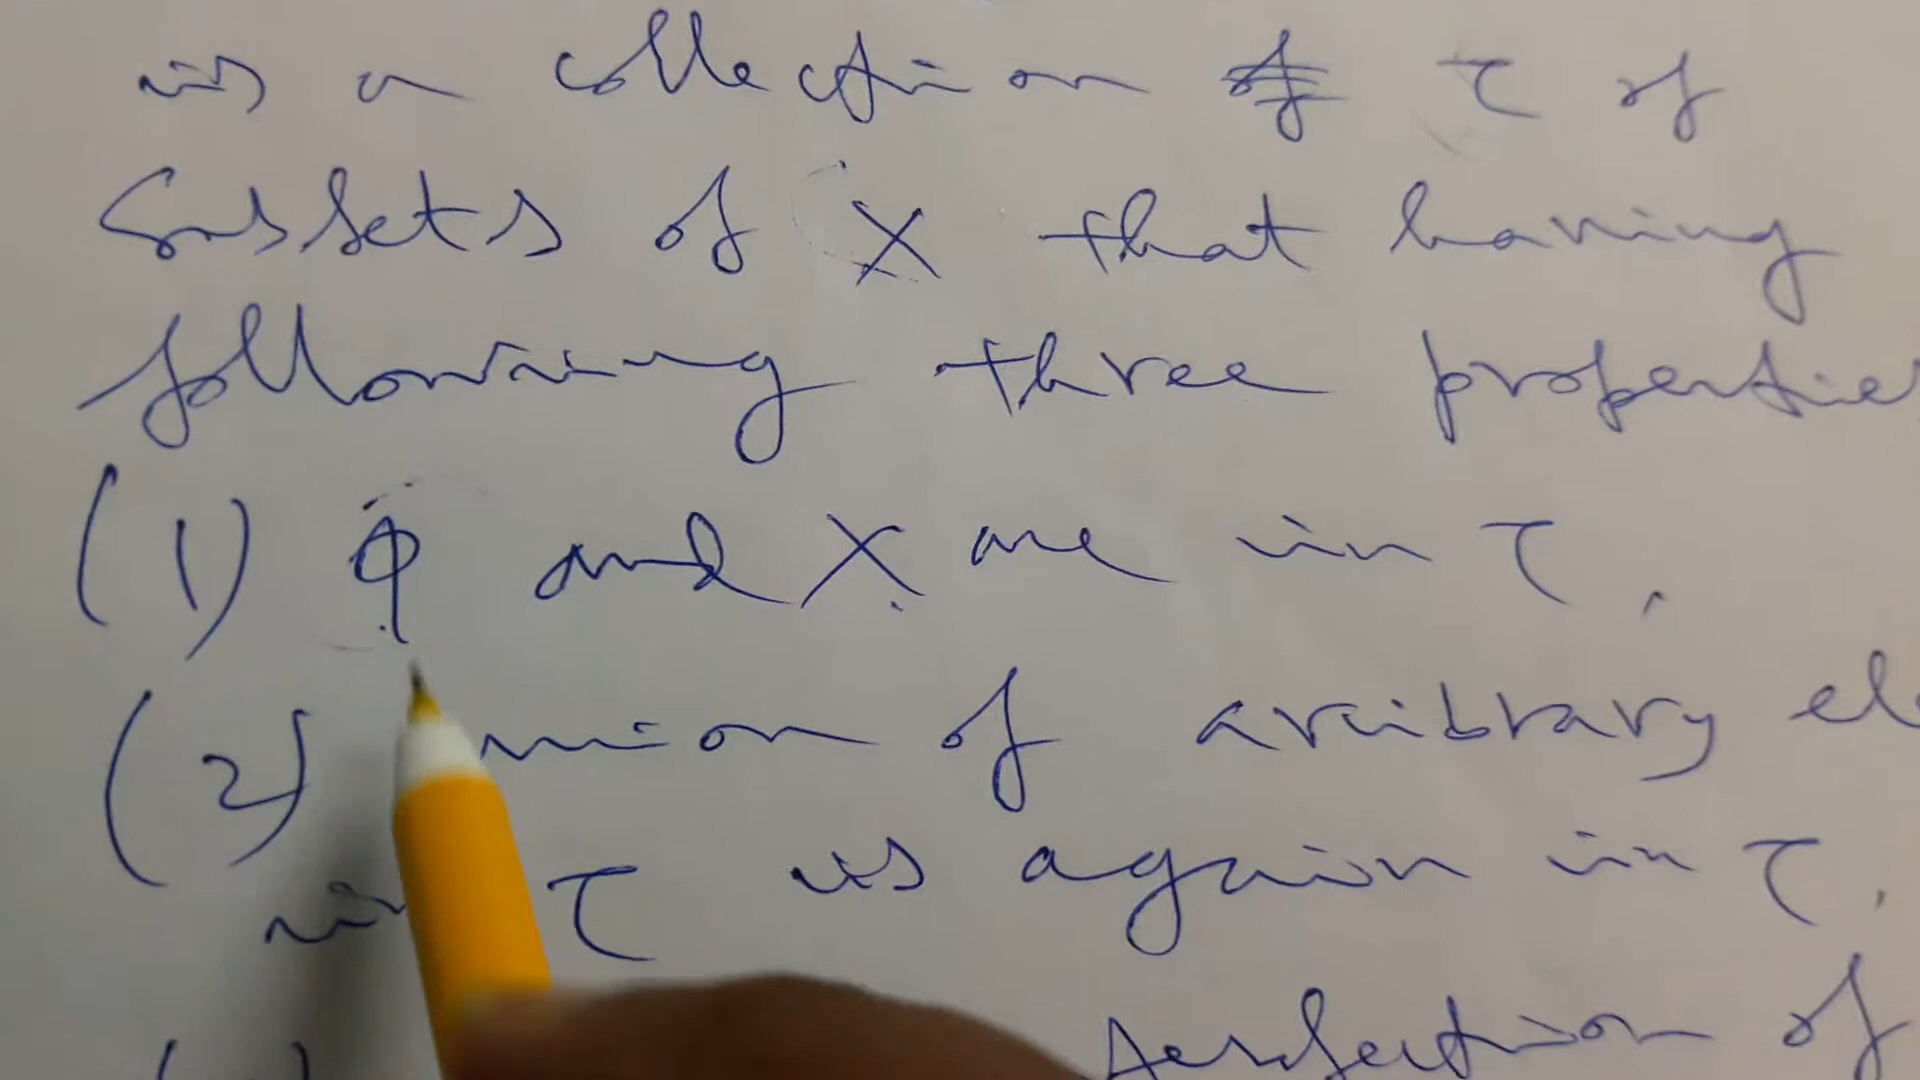 is a collection of τ of
Subsets of X that having
following three properties
(1) ϕ and X are in τ.
(2) union of arbitrary el
in τ is again in τ.
( ) of